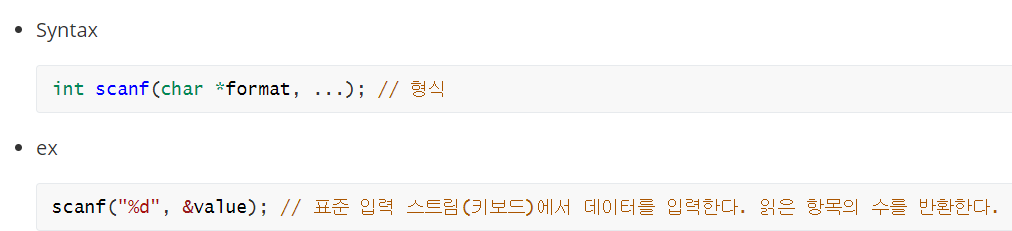 Syntax
int scanf(char *format, ...); // 형식
ex
scanf("%d", &value); // 표준 입력 스트림(키보드)에서 데이터를 입력한다. 읽은 항목의 수를 반환한다.